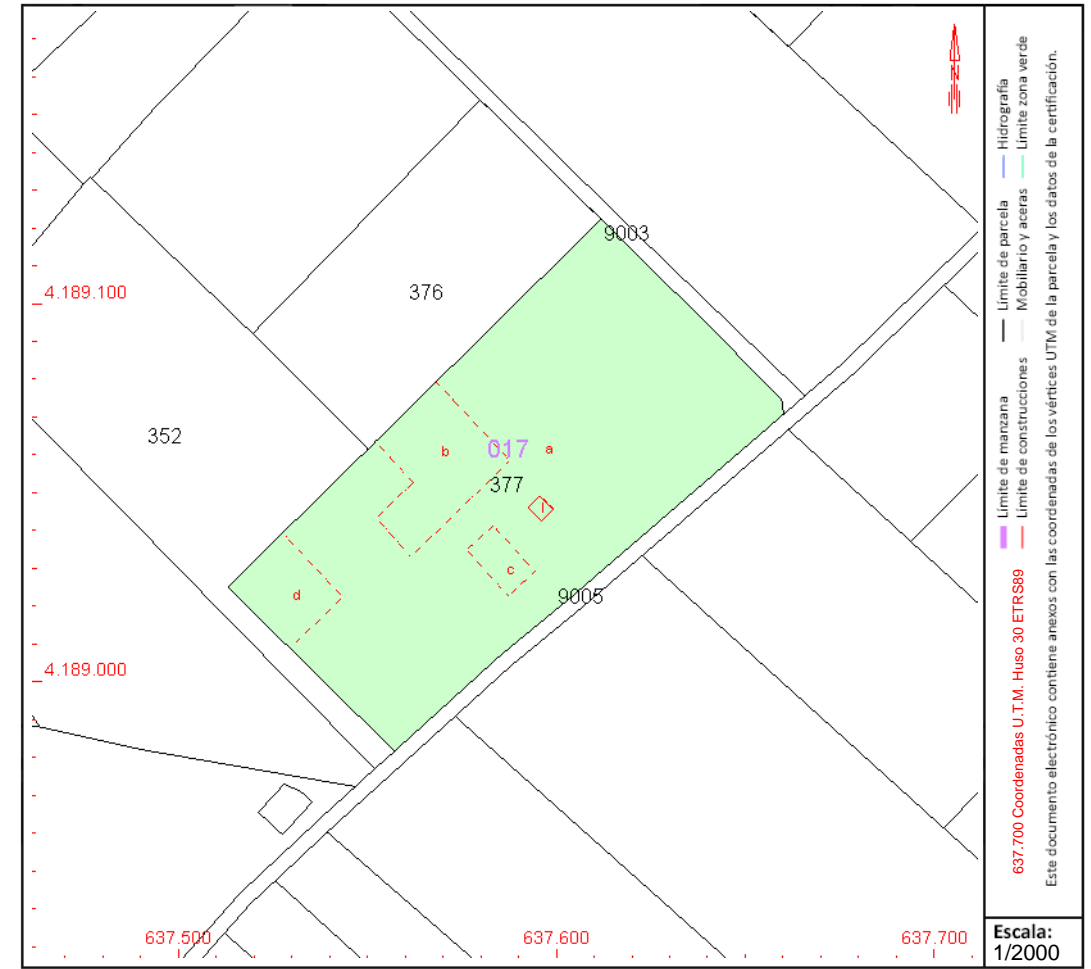 9003
4.189.100
376
352
b
017
a
377
I
c
d
9005
4.189.000
637.500
637.600
637.700
N
Límite de manzana
Límite de parcela
Hidrografía
637.700 Coordenadas U.T.M. Huso 30 ETRS89
Límite de construcciones
Mobiliario y aceras
Límite zona verde
Este documento electrónico contiene anexos con las coordenadas de los vértices UTM de la parcela y los datos de la certificación.
Escala:
1/2000